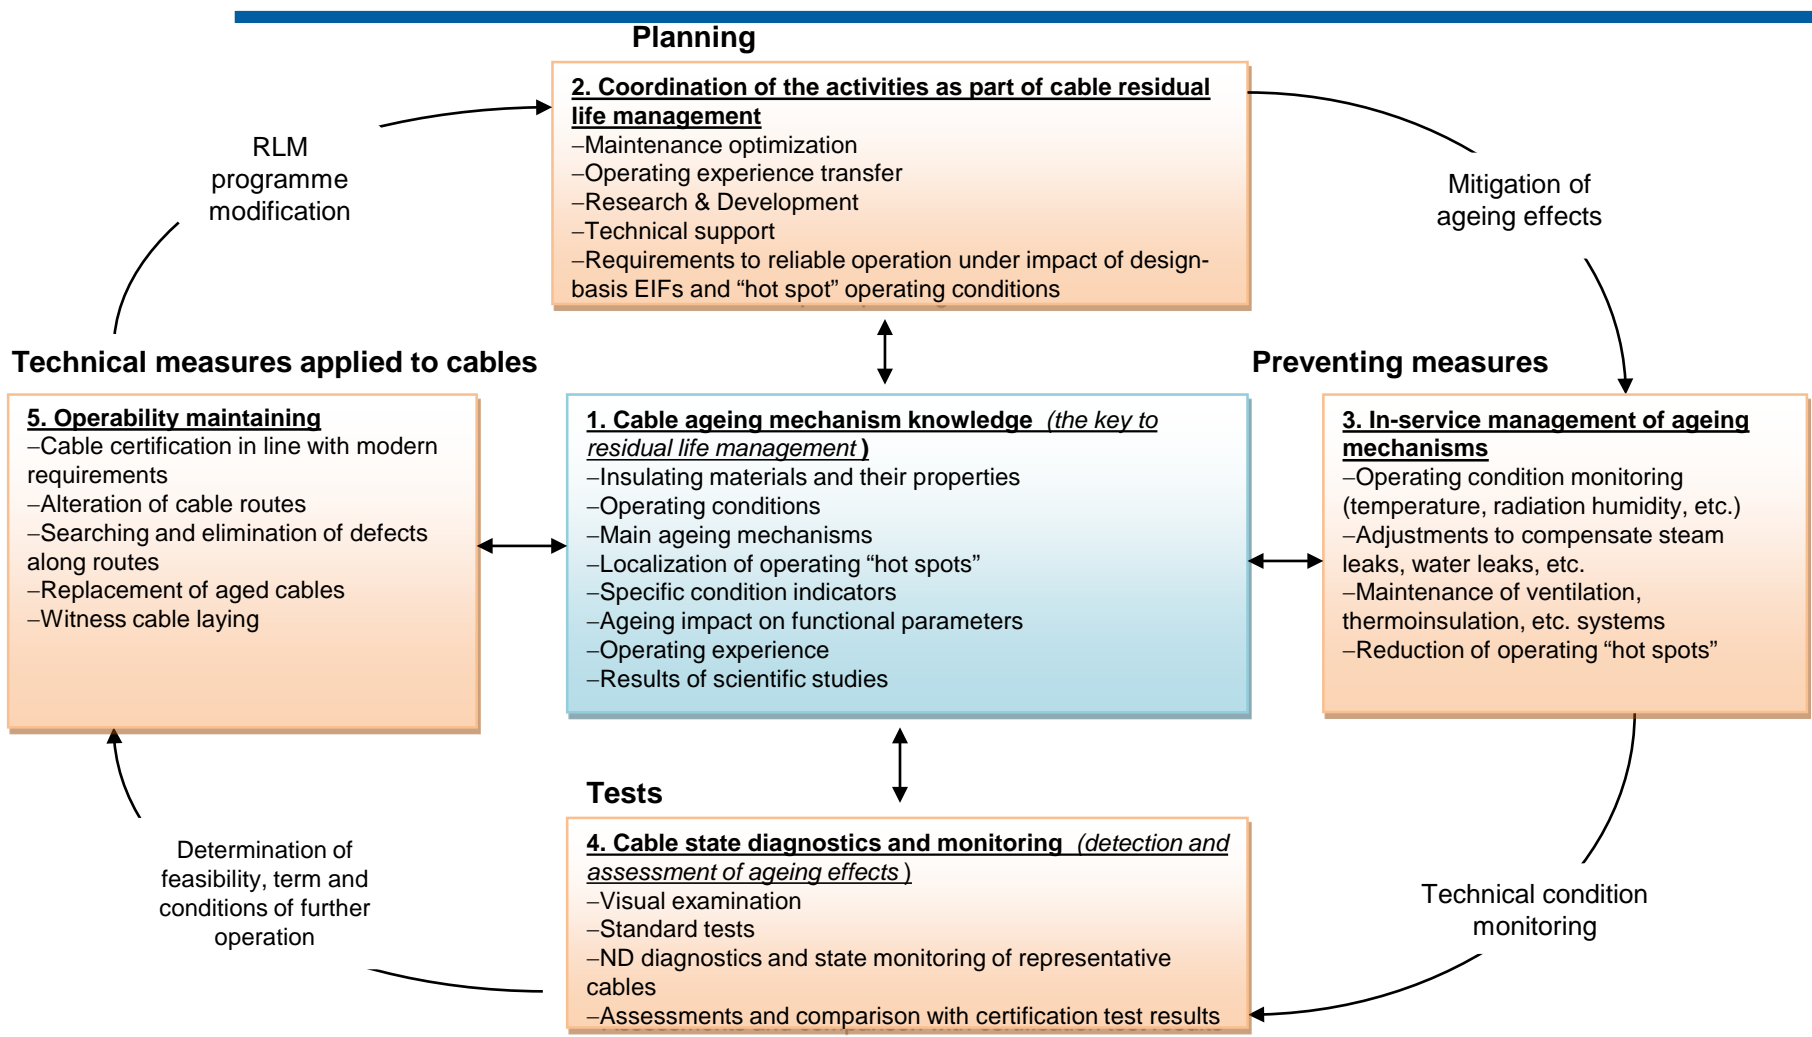 Planning
2. Coordination of the activities as part of cable residual
life management
–Maintenance optimization
–Operating experience transfer
–Research & Development
–Technical support
–Requirements to reliable operation under impact of design-
basis EIFs and “hot spot” operating conditions
RLM
programme
modification
Mitigation of
ageing effects
Technical measures applied to cables
5. Operability maintaining
–Cable certification in line with modern
requirements
–Alteration of cable routes
–Searching and elimination of defects
along routes
–Replacement of aged cables
–Witness cable laying
1. Cable ageing mechanism knowledge (the key to
residual life management)
–Insulating materials and their properties
–Operating conditions
–Main ageing mechanisms
–Localization of operating “hot spots”
–Specific condition indicators
–Ageing impact on functional parameters
–Operating experience
–Results of scientific studies
Preventing measures
3. In-service management of ageing
mechanisms
–Operating condition monitoring
(temperature, radiation humidity, etc.)
–Adjustments to compensate steam
leaks, water leaks, etc.
–Maintenance of ventilation,
thermoinsulation, etc. systems
–Reduction of operating “hot spots”
Tests
4. Cable state diagnostics and monitoring (detection and
assessment of ageing effects)
–Visual examination
–Standard tests
–ND diagnostics and state monitoring of representative
cables
–Assessments and comparison with certification test results
Determination of
feasibility, term and
conditions of further
operation
Technical condition
monitoring